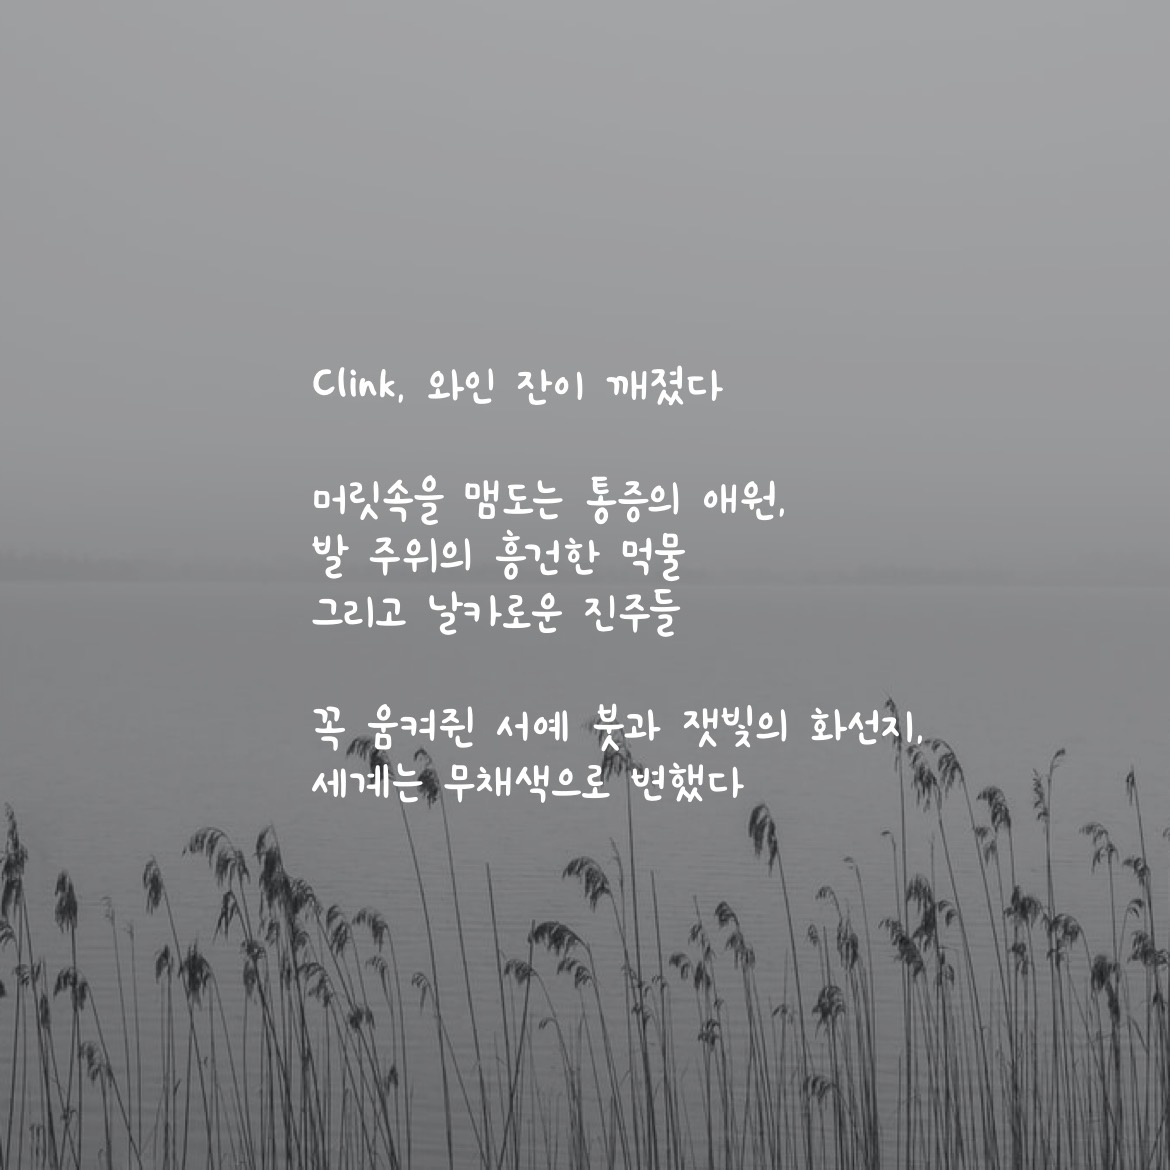 Clink, 와인 잔이 깨졌다
머릿속을 맴도는 통증의 애원,
발 주위의 흥건한 먹물
그리고 날카로운 진주들
꼭 움켜쥔 서예 붓과 잿빛의 화선지,
세계는 무채색으로 변했다